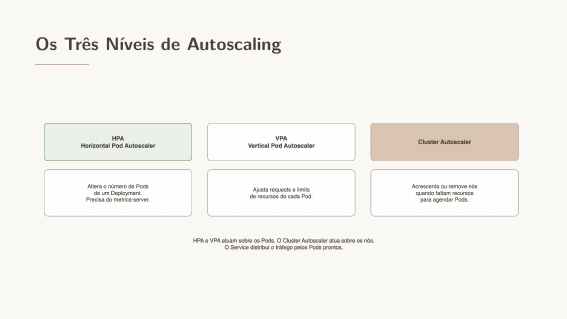 Os Três Níveis de Autoscaling
HPA
Horizontal Pod Autoscaler
VPA
Vertical Pod Autoscaler
Cluster Autoscaler
Altera o número de Pods
de um Deployment.
Precisa do metrics-server.
Ajusta requests e limits
de recursos de cada Pod.
Acrescenta ou remove nós
quando faltam recursos
para agendar Pods.
HPA e VPA atuam sobre os Pods. O Cluster Autoscaler atua sobre os nós.
O Service distribui o tráfego pelos Pods prontos.